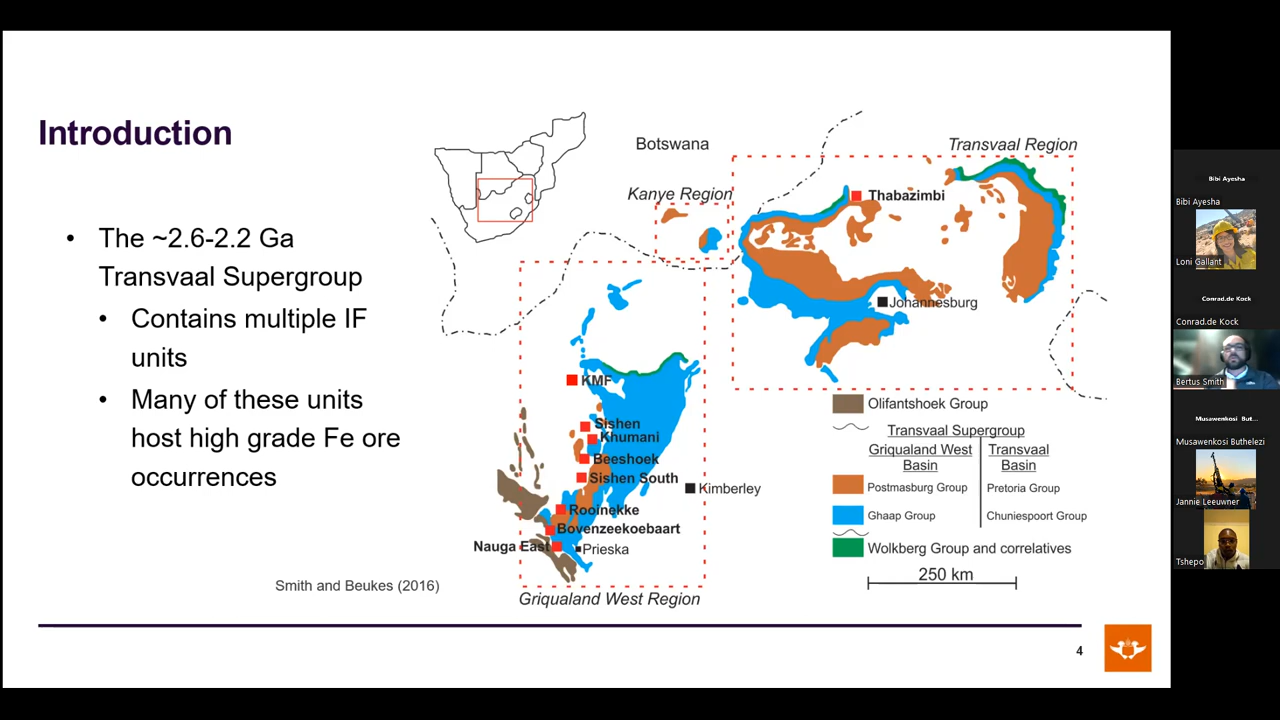 Introduction
• The ~2.6-2.2 Ga
Transvaal Supergroup
• Contains multiple IF
units
• Many of these units
host high grade Fe ore
occurrences
Smith and Beukes (2016)
Botswana
Transvaal Region
Kanye Region
Thabazimbi
Johannesburg
KMF
Sishen
Khumani
Beeshoek
Sishen South
Kimberley
Rooinekke
Bovenzeekoebaart
Nauga East
Prieska
Griqualand West Region
Olifantshoek Group
Transvaal Supergroup
Griqualand West
Basin
Transvaal
Basin
Postmasburg Group
Pretoria Group
Ghaap Group
Chuniespoort Group
Wolkberg Group and correlatives
250 km
4
Bibi Ayesha
Bibi Ayesha
Loni Gallant
Conrad.de Kock
Conrad.de Kock
Bertus Smith
Musawenkosi But...
Musawenkosi Buthelezi
Jannie Leeuwner
Tshepo